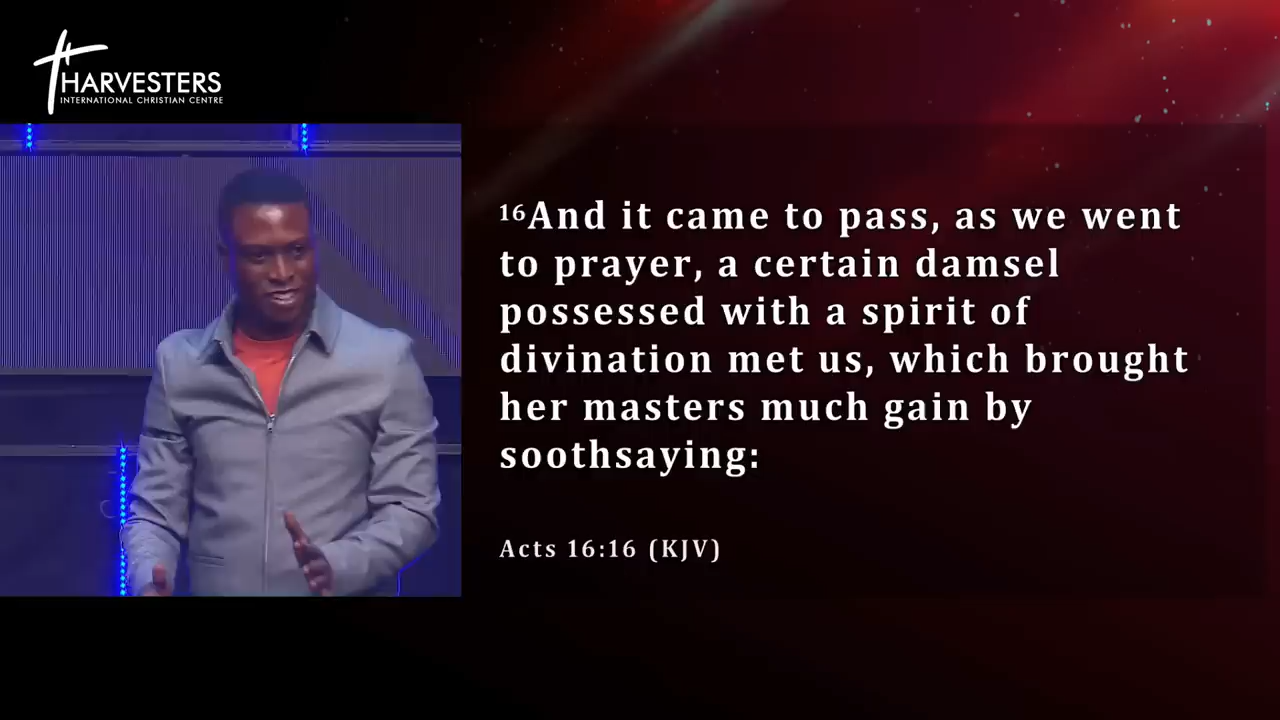 HARVESTERS
INTERNATIONAL CHRISTIAN CENTRE
16And it came to pass, as we went
to prayer, a certain damsel
possessed with a spirit of
divination met us, which brought
her masters much gain by
soothsaying:
Acts 16:16 (KJV)